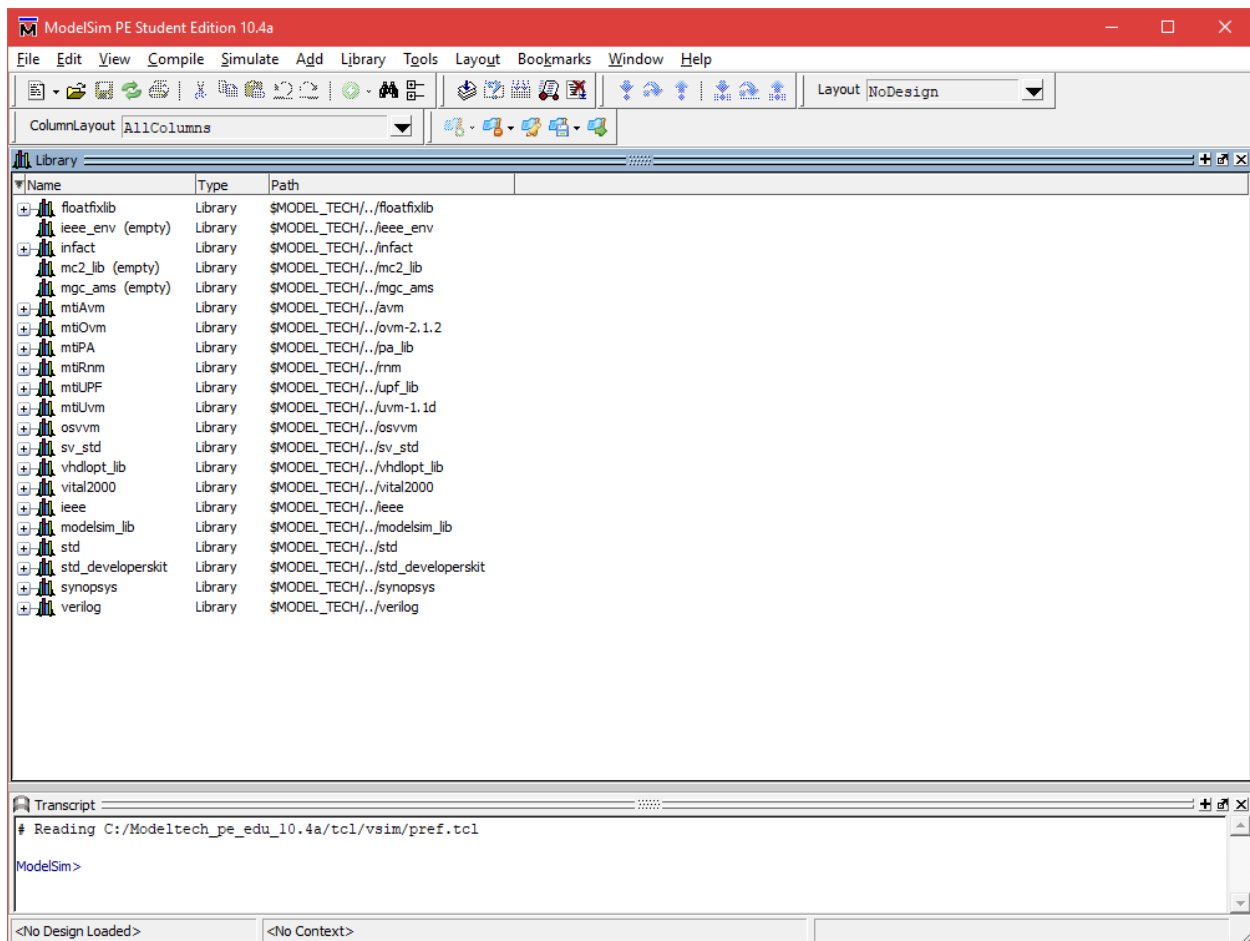 ModelSim PE Student Edition 10.4a
File Edit View Compile Simulate Add Library Tools Layout Bookmarks Window Help
Layout NoDesign
ColumnLayout AllColumns
Library
Name Type Path
floatfixlib Library $MODEL_TECH/../floatfixlib
ieee_env (empty) Library $MODEL_TECH/../ieee_env
infact Library $MODEL_TECH/../infact
mc2_lib (empty) Library $MODEL_TECH/../mc2_lib
mgc_ams (empty) Library $MODEL_TECH/../mgc_ams
mtiAvm Library $MODEL_TECH/../avm
mtiOvm Library $MODEL_TECH/../ovm-2.1.2
mtiPA Library $MODEL_TECH/../pa_lib
mtiRnm Library $MODEL_TECH/../rnm
mtiUPF Library $MODEL_TECH/../upf_lib
mtiUvm Library $MODEL_TECH/../uvm-1.1d
osvvm Library $MODEL_TECH/../osvvm
sv_std Library $MODEL_TECH/../sv_std
vhdlopt_lib Library $MODEL_TECH/../vhdlopt_lib
vital2000 Library $MODEL_TECH/../vital2000
ieee Library $MODEL_TECH/../ieee
modelsim_lib Library $MODEL_TECH/../modelsim_lib
std Library $MODEL_TECH/../std
std_developerskit Library $MODEL_TECH/../std_developerskit
synopsys Library $MODEL_TECH/../synopsys
verilog Library $MODEL_TECH/../verilog
Transcript
# Reading C:/Modeltech_pe_edu_10.4a/tcl/vsim/pref.tcl
ModelSim>
<No Design Loaded> <No Context>